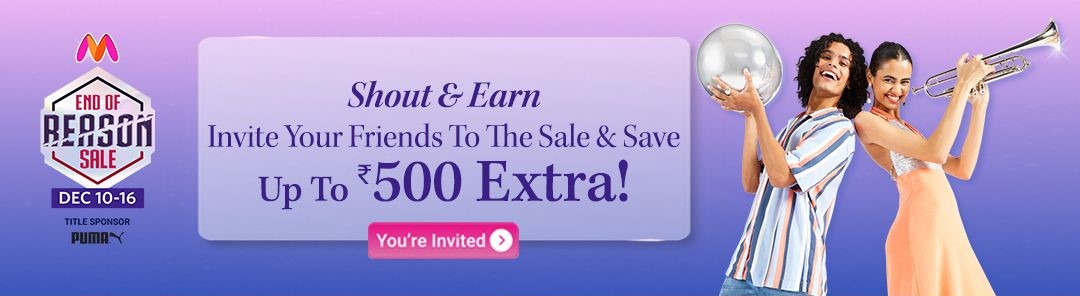 END OF
REASON
SALE
DEC 10-16
TITLE SPONSOR
PUMA
Shout & Earn
Invite Your Friends To The Sale & Save
Up To ₹500 Extra!
You're Invited